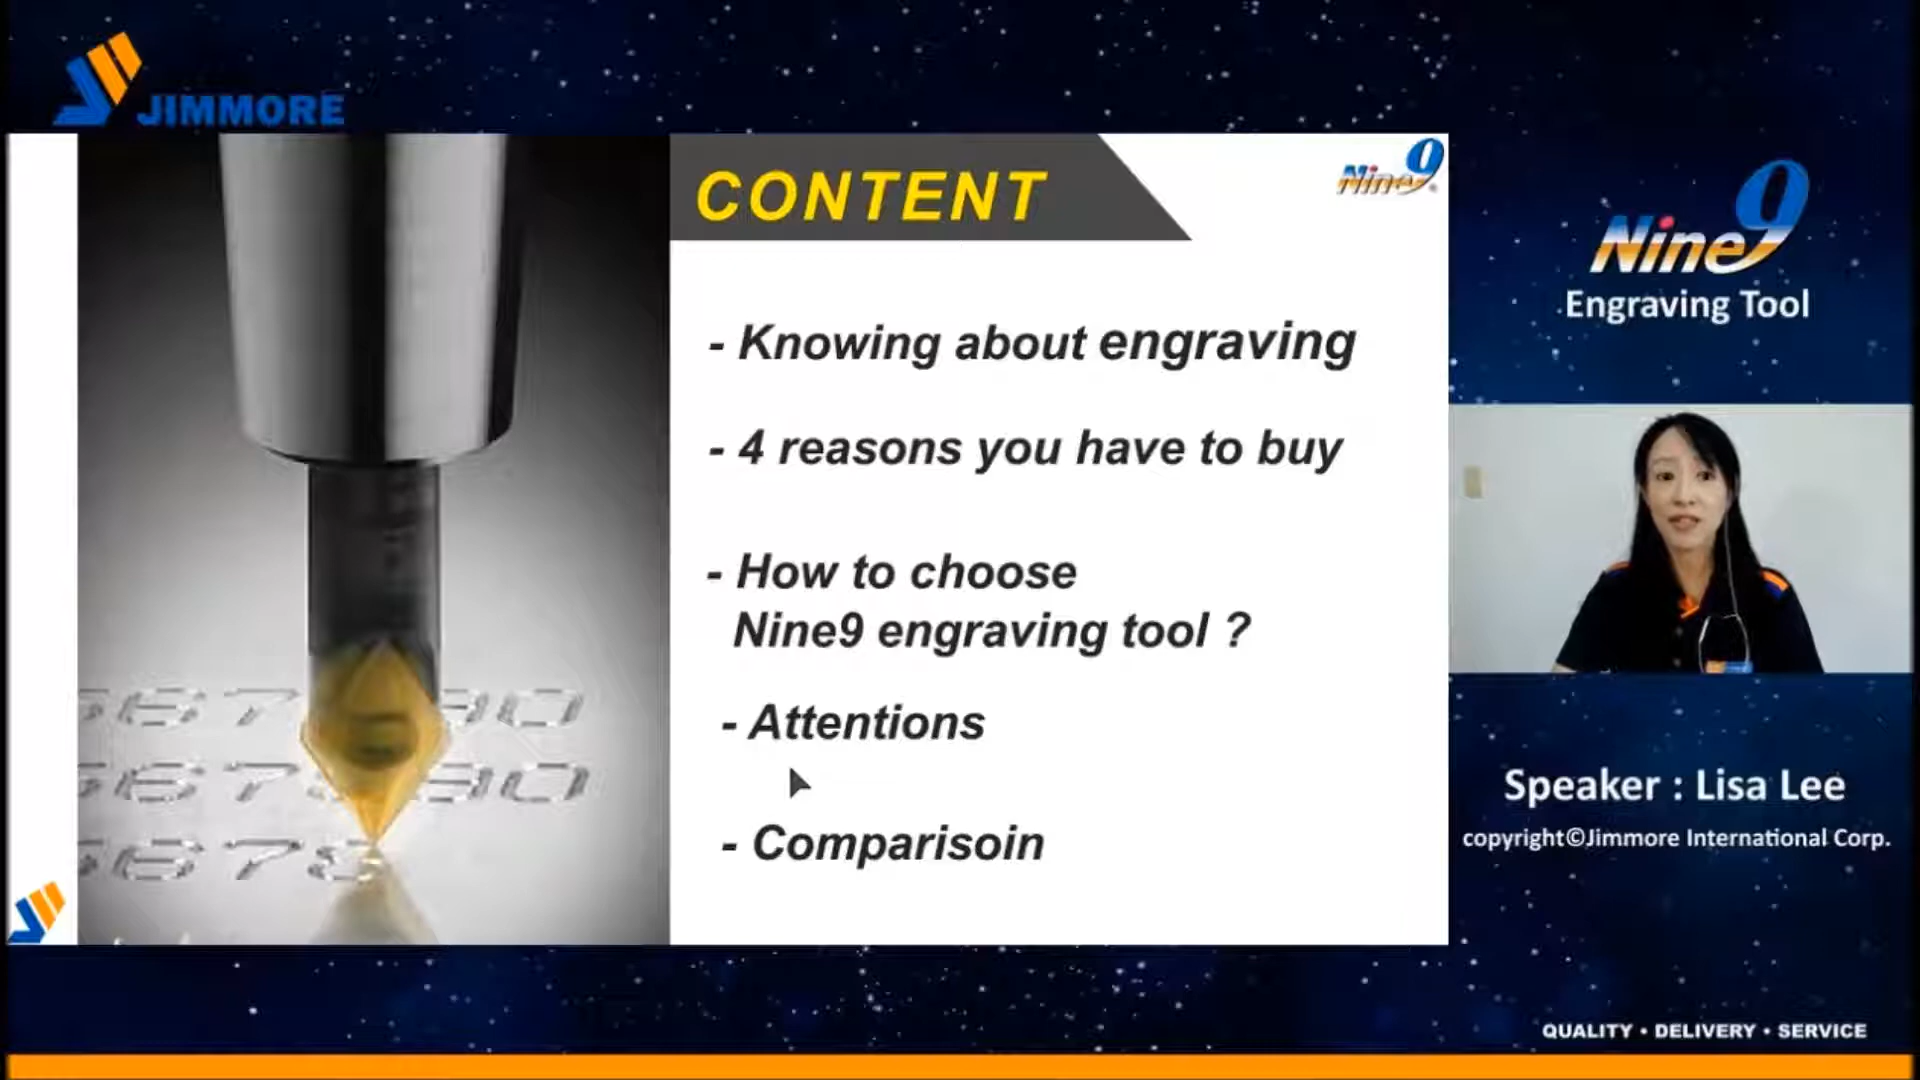 JIMMORE
CONTENT
Nine9
- Knowing about engraving
- 4 reasons you have to buy
- How to choose
Nine9 engraving tool ?
- Attentions
- Comparisoin
Nine9
Engraving Tool
Speaker : Lisa Lee
copyright©Jimmore International Corp.
QUALITY • DELIVERY • SERVICE